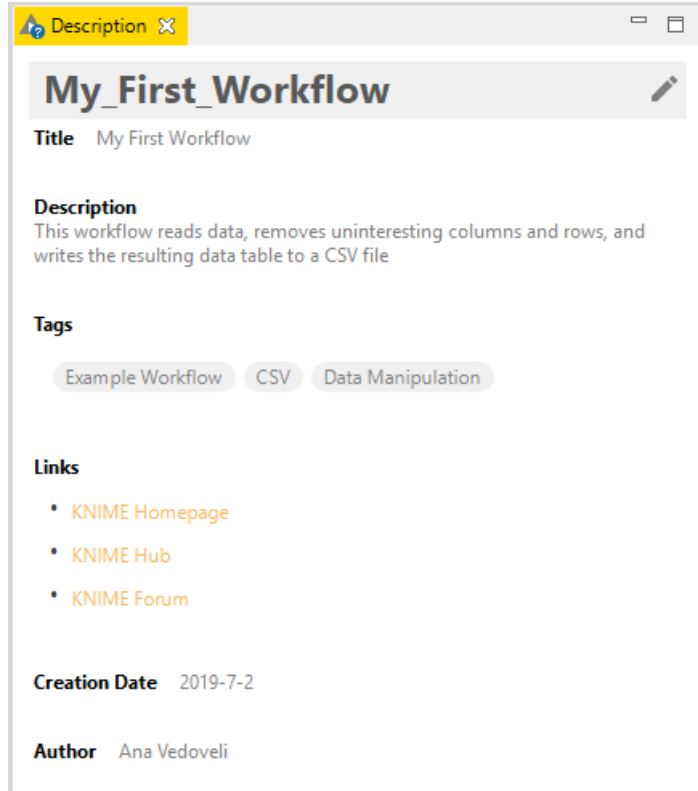 Description
My_First_Workflow
Title My First Workflow
Description
This workflow reads data, removes uninteresting columns and rows, and
writes the resulting data table to a CSV file
Tags
Example Workflow CSV Data Manipulation
Links
• KNIME Homepage
• KNIME Hub
• KNIME Forum
Creation Date 2019-7-2
Author Ana Vedoveli